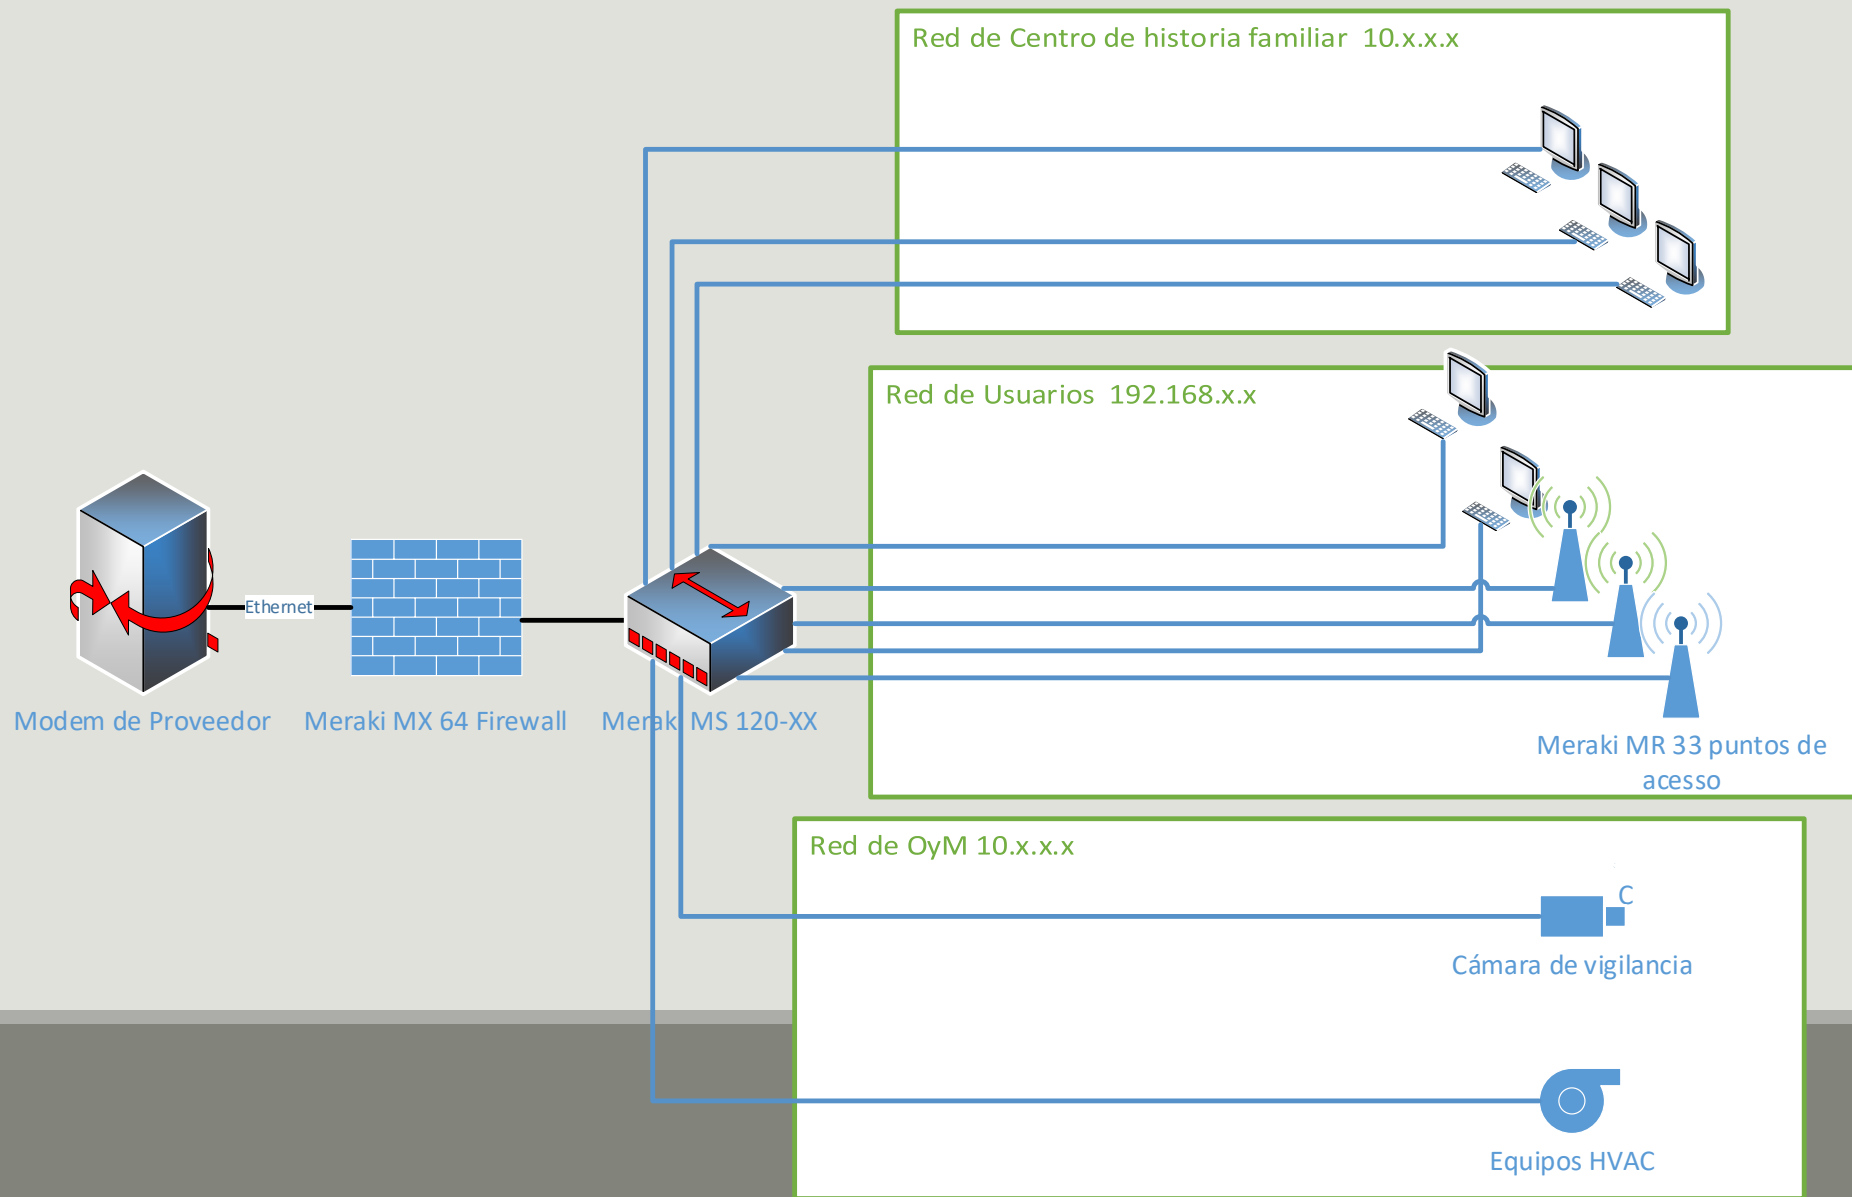 Red de Centro de historia familiar 10.x.x.x
Red de Usuarios 192.168.x.x
Ethernet
Modem de Proveedor
Meraki MX 64 Firewall
Meraki MS 120-XX
Meraki MR 33 puntos de
acesso
Red de OyM 10.x.x.x
C
Cámara de vigilancia
Equipos HVAC